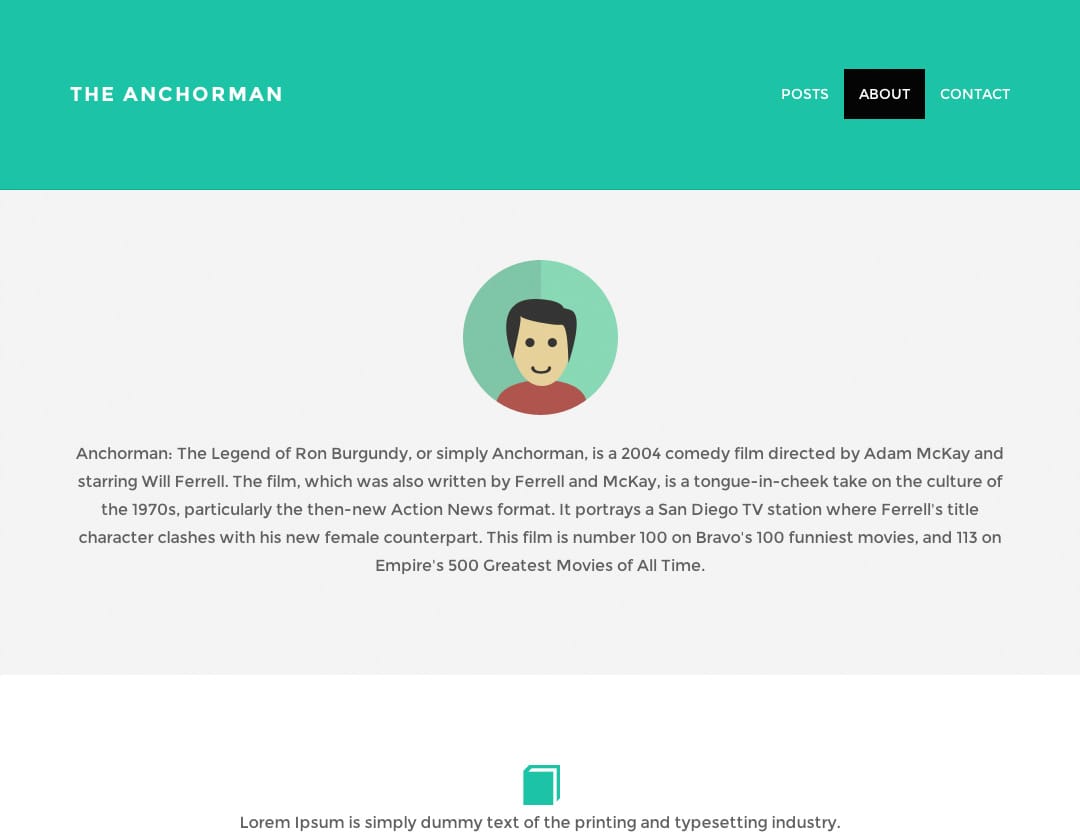 THE ANCHORMAN
POSTS ABOUT CONTACT
Anchorman: The Legend of Ron Burgundy, or simply Anchorman, is a 2004 comedy film directed by Adam McKay and
starring Will Ferrell. The film, which was also written by Ferrell and McKay, is a tongue-in-cheek take on the culture of
the 1970s, particularly the then-new Action News format. It portrays a San Diego TV station where Ferrell's title
character clashes with his new female counterpart. This film is number 100 on Bravo's 100 funniest movies, and 113 on
Empire's 500 Greatest Movies of All Time.
Lorem Ipsum is simply dummy text of the printing and typesetting industry.